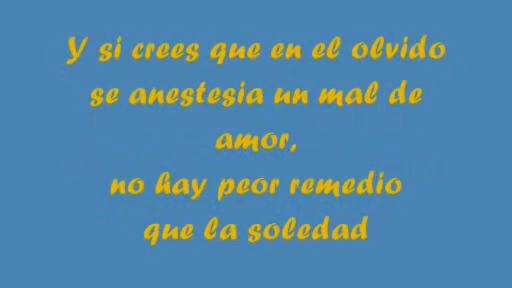 Y si crees que en el olvido
se anestesia un mal de
amor,
no hay peor remedio
que la soledad